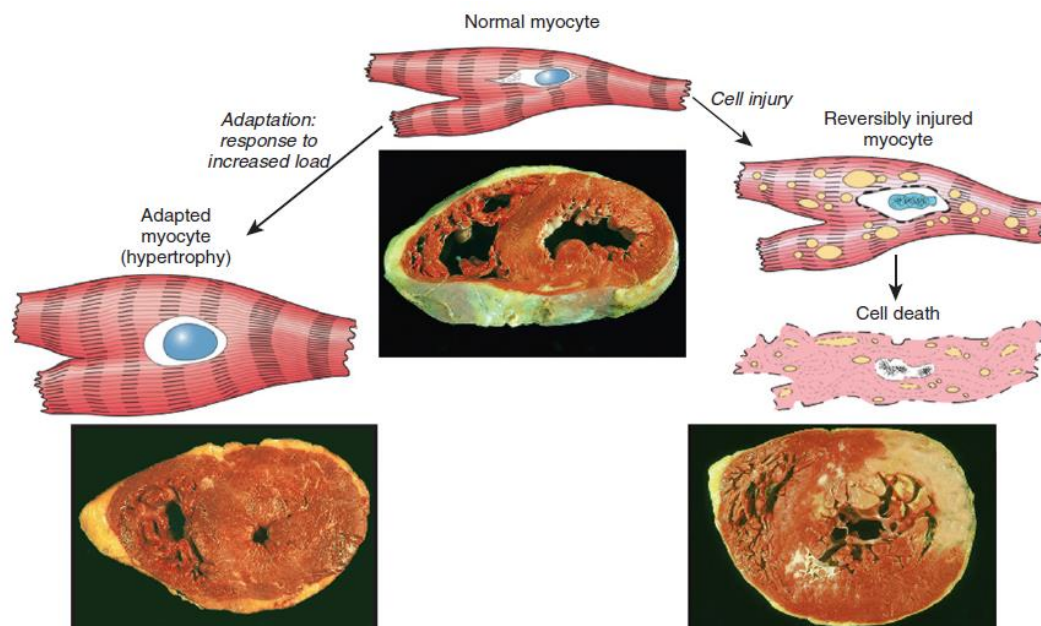 Normal myocyte
Adaptation:
response to
increased load
Cell injury
Reversibly injured
myocyte
Adapted
myocyte
(hypertrophy)
Cell death